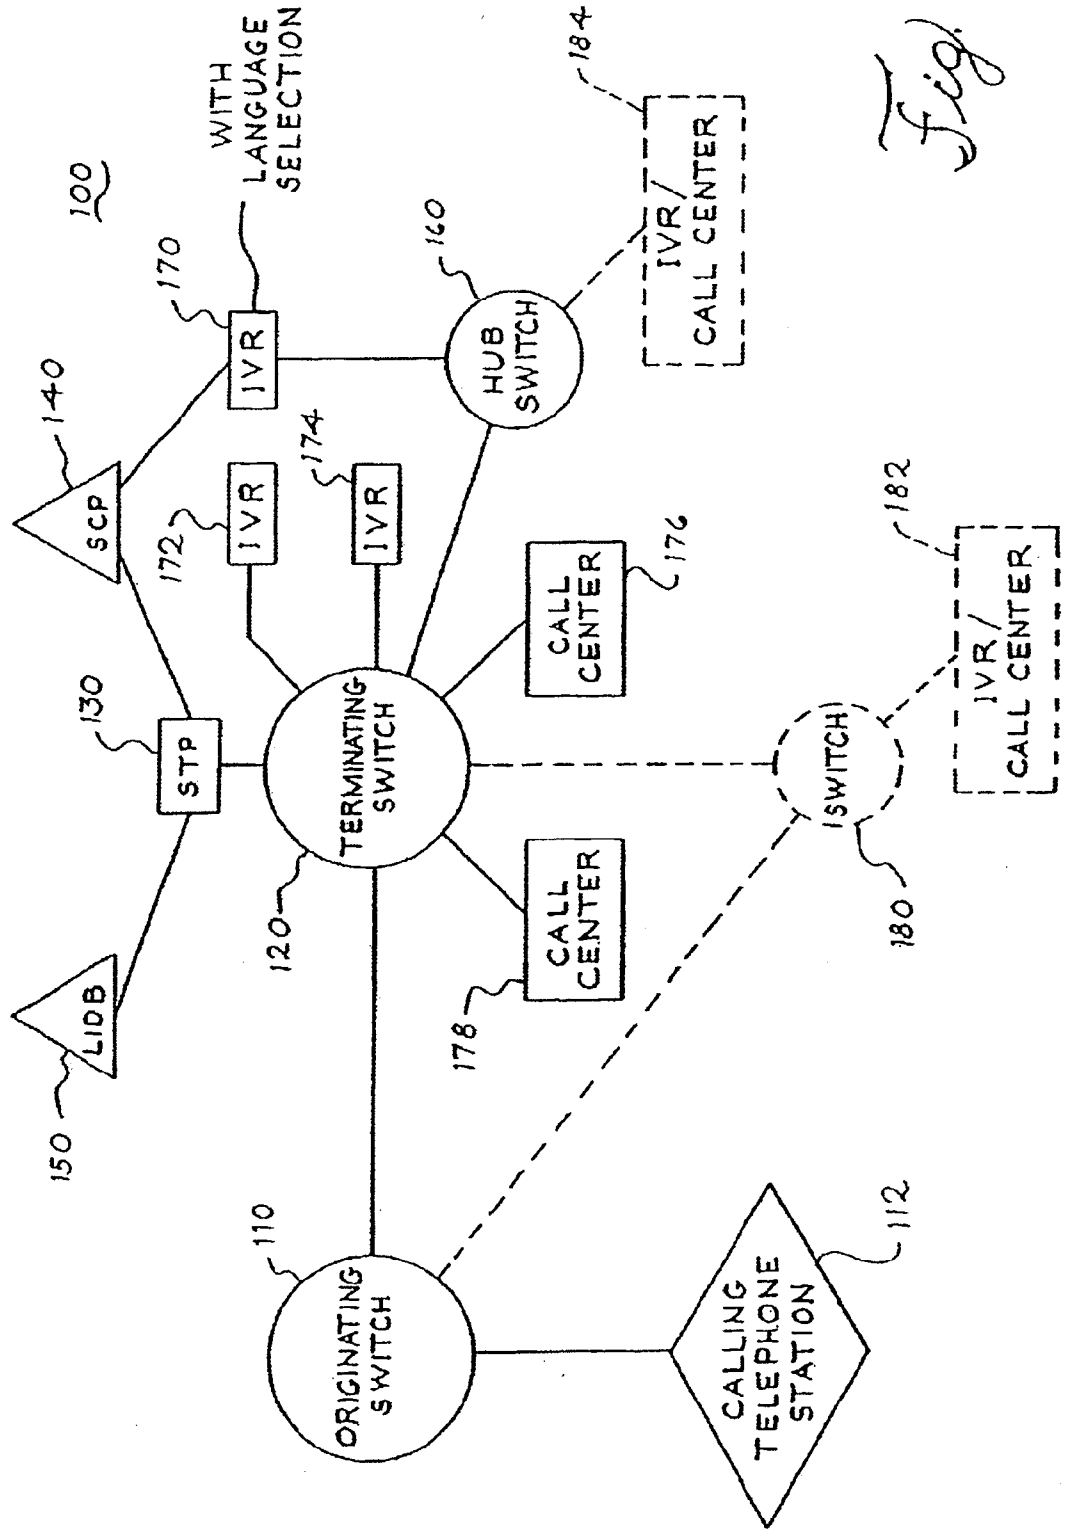 100
150
LIDB
130
STP
140
SCP
170
IVR
WITH
LANGUAGE
SELECTION
172
IVR
174
IVR
110
ORIGINATING
SWITCH
120
TERMINATING
SWITCH
160
HUB
SWITCH
178
CALL
CENTER
176
CALL
CENTER
184
IVR/
CALL CENTER
112
CALLING
TELEPHONE
STATION
180
SWITCH
182
IVR/
CALL CENTER
Fig.